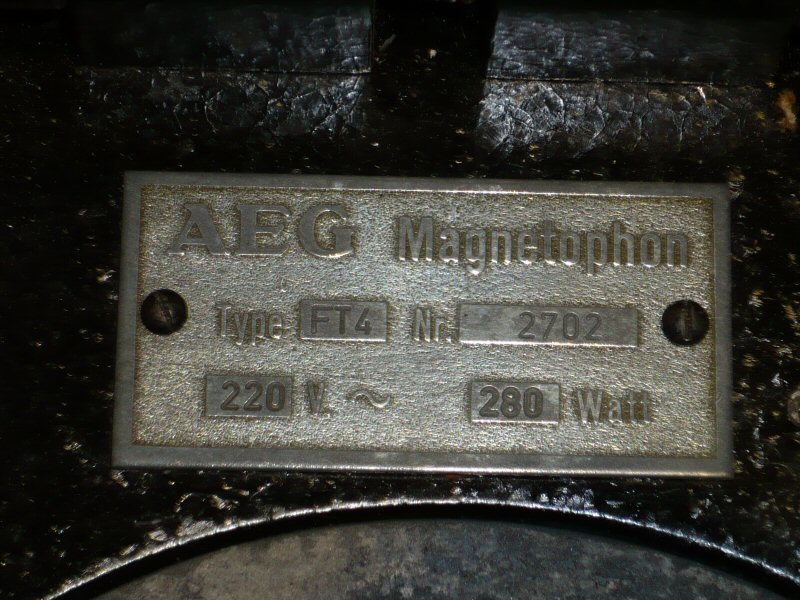 AEG Magnetophon
Type FT4 Nr. 2702
220 V. ~ 280 Watt